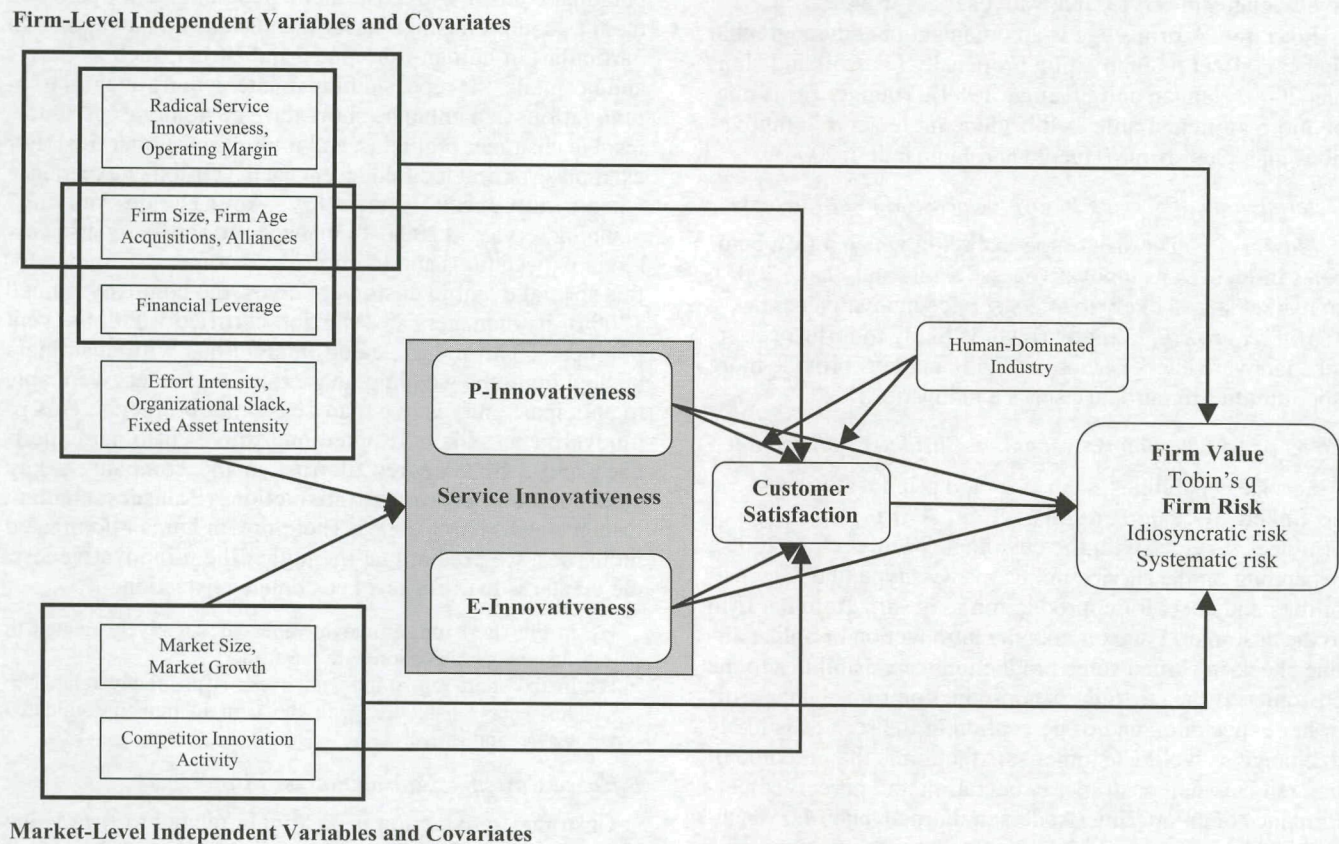 Firm-Level Independent Variables and Covariates
Radical Service
Innovativeness,
Operating Margin
Firm Size, Firm Age
Acquisitions, Alliances
Financial Leverage
Effort Intensity,
Organizational Slack,
Fixed Asset Intensity
P-Innovativeness
Service Innovativeness
E-Innovativeness
Human-Dominated
Industry
Customer
Satisfaction
Firm Value
Tobin's q
Firm Risk
Idiosyncratic risk
Systematic risk
Market Size,
Market Growth
Competitor Innovation
Activity
Market-Level Independent Variables and Covariates